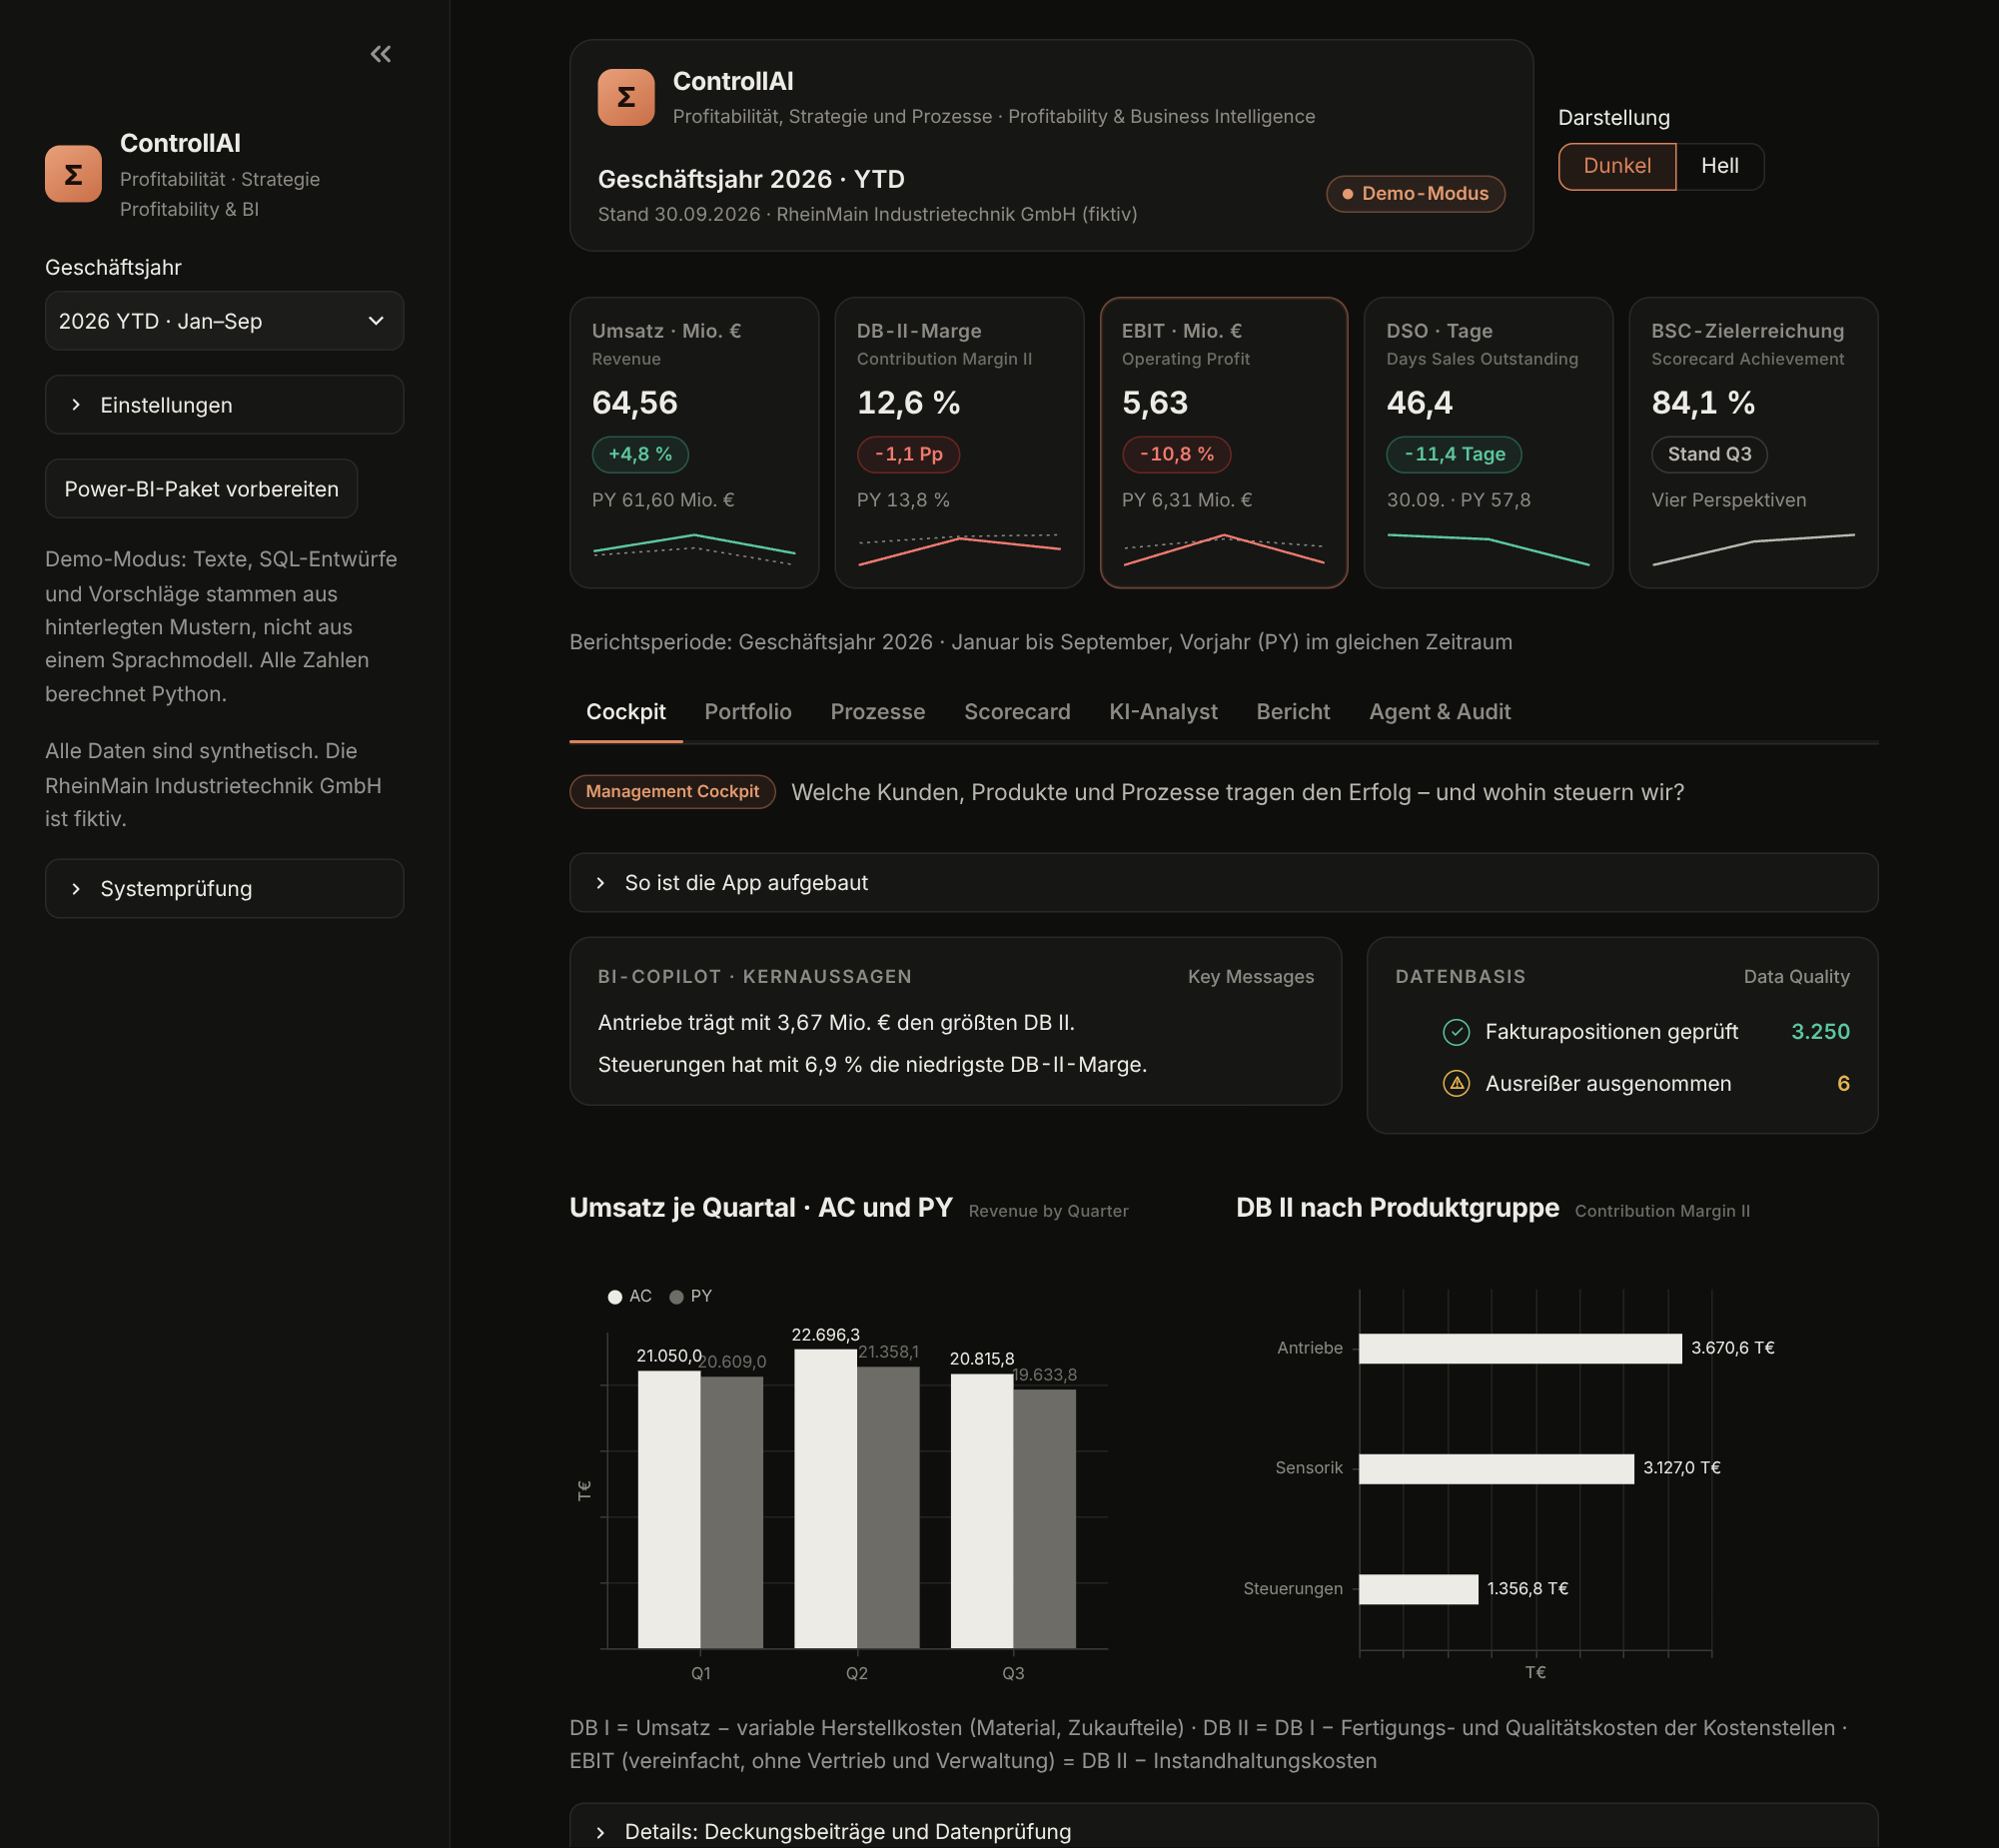 Σ
ControllAI
Profitabilität · Strategie
Profitability & BI
Geschäftsjahr
2026 YTD · Jan–Sep
Einstellungen
Power-BI-Paket vorbereiten
Demo-Modus: Texte, SQL-Entwürfe
und Vorschläge stammen aus
hinterlegten Mustern, nicht aus
einem Sprachmodell. Alle Zahlen
berechnet Python.
Alle Daten sind synthetisch. Die
RheinMain Industrietechnik GmbH
ist fiktiv.
Systemprüfung
Σ
ControllAI
Profitabilität, Strategie und Prozesse · Profitability & Business Intelligence
Geschäftsjahr 2026 · YTD
Stand 30.09.2026 · RheinMain Industrietechnik GmbH (fiktiv)
Demo-Modus
Darstellung
Dunkel Hell
Umsatz · Mio. €
Revenue
64,56
+4,8 %
PY 61,60 Mio. €
DB-II-Marge
Contribution Margin II
12,6 %
-1,1 Pp
PY 13,8 %
EBIT · Mio. €
Operating Profit
5,63
-10,8 %
PY 6,31 Mio. €
DSO · Tage
Days Sales Outstanding
46,4
-11,4 Tage
30.09. · PY 57,8
BSC-Zielerreichung
Scorecard Achievement
84,1 %
Stand Q3
Vier Perspektiven
Berichtsperiode: Geschäftsjahr 2026 · Januar bis September, Vorjahr (PY) im gleichen Zeitraum
Cockpit Portfolio Prozesse Scorecard KI-Analyst Bericht Agent & Audit
Management Cockpit Welche Kunden, Produkte und Prozesse tragen den Erfolg – und wohin steuern wir?
So ist die App aufgebaut
BI-COPILOT · KERNAUSSAGEN Key Messages
Antriebe trägt mit 3,67 Mio. € den größten DB II.
Steuerungen hat mit 6,9 % die niedrigste DB-II-Marge.
DATENBASIS Data Quality
Fakturapositionen geprüft 3.250
Ausreißer ausgenommen 6
Umsatz je Quartal · AC und PY Revenue by Quarter
AC PY
21.050,0 20.609,0
22.696,3 21.358,1
20.815,8 19.633,8
T€
Q1 Q2 Q3
DB II nach Produktgruppe Contribution Margin II
Antriebe 3.670,6 T€
Sensorik 3.127,0 T€
Steuerungen 1.356,8 T€
T€
DB I = Umsatz − variable Herstellkosten (Material, Zukaufteile) · DB II = DB I − Fertigungs- und Qualitätskosten der Kostenstellen ·
EBIT (vereinfacht, ohne Vertrieb und Verwaltung) = DB II − Instandhaltungskosten
Details: Deckungsbeiträge und Datenprüfung